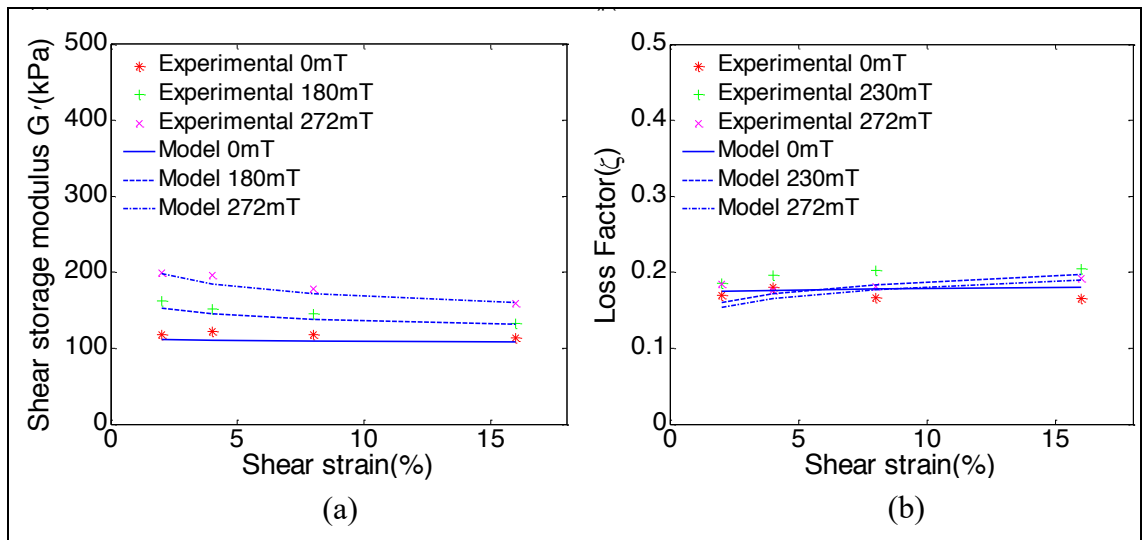 500
400
300
200
100
0
0
5
10
15
Shear storage modulus G′(kPa)
Shear strain(%)
Experimental 0mT
Experimental 180mT
Experimental 272mT
Model 0mT
Model 180mT
Model 272mT
(a)
0.5
0.4
0.3
0.2
0.1
0
0
5
10
15
Loss Factor(ζ)
Shear strain(%)
Experimental 0mT
Experimental 230mT
Experimental 272mT
Model 0mT
Model 230mT
Model 272mT
(b)